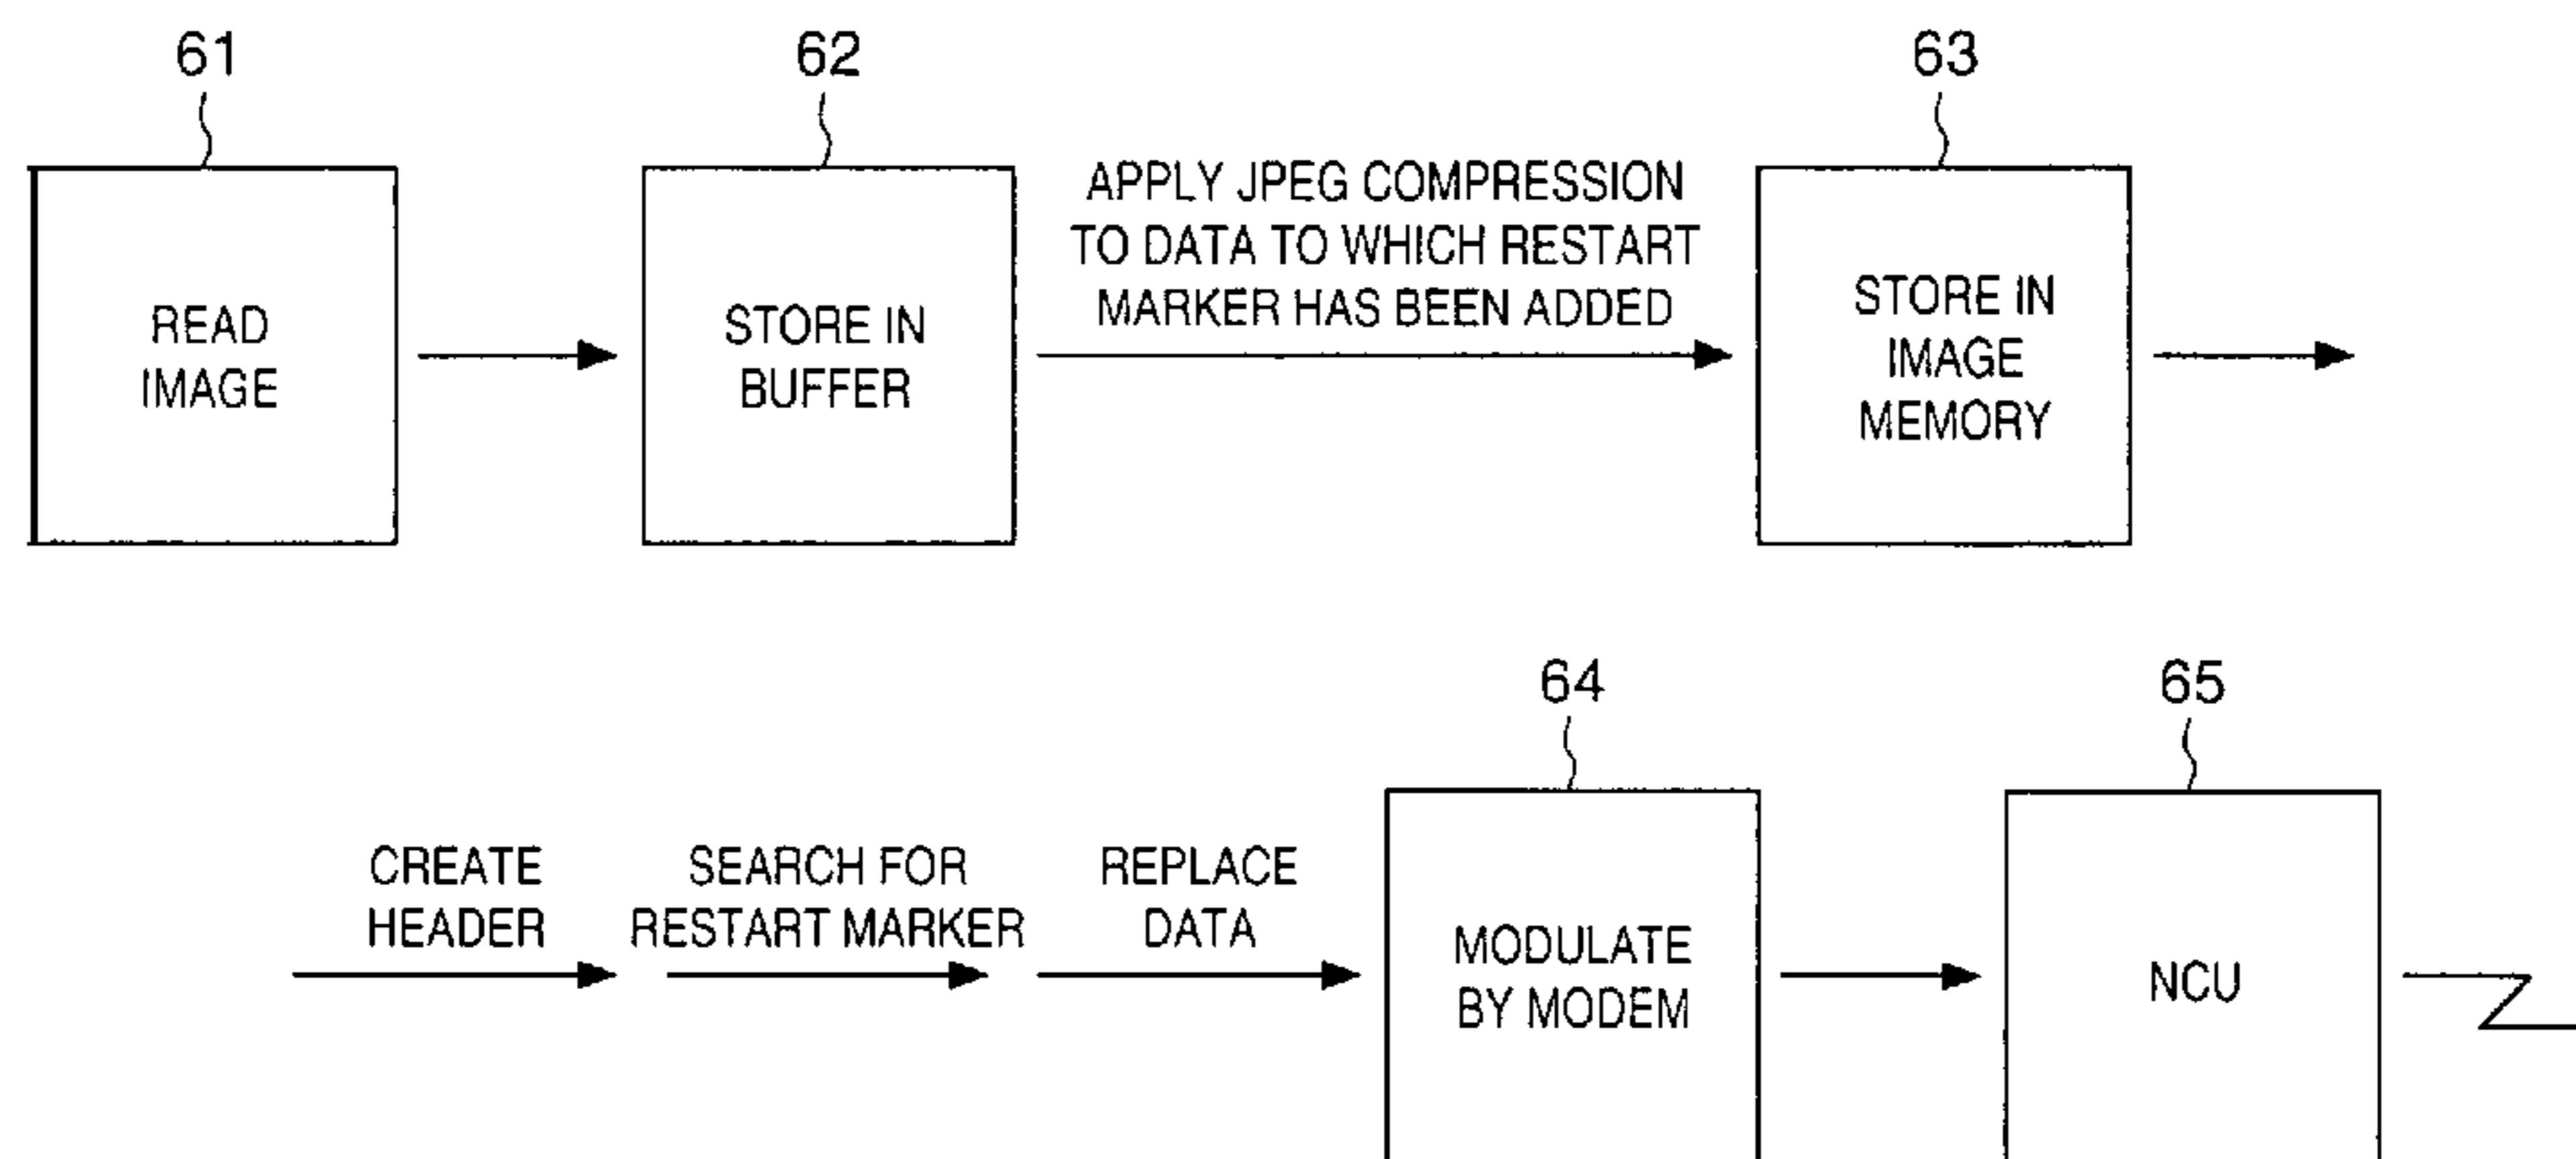 61
62
63
READ
IMAGE
STORE IN
BUFFER
APPLY JPEG COMPRESSION
TO DATA TO WHICH RESTART
MARKER HAS BEEN ADDED
STORE IN
IMAGE
MEMORY
64
65
CREATE
HEADER
SEARCH FOR
RESTART MARKER
REPLACE
DATA
MODULATE
BY MODEM
NCU